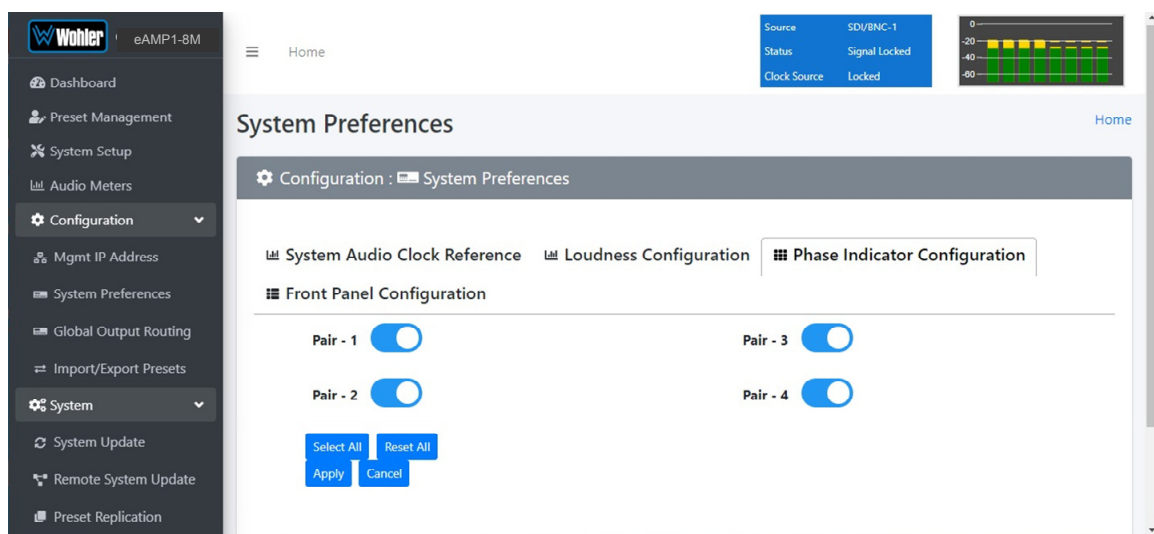 Wohler eAMP1-8M
Dashboard
Preset Management
System Setup
Audio Meters
Configuration
Mgmt IP Address
System Preferences
Global Output Routing
Import/Export Presets
System
System Update
Remote System Update
Preset Replication
Home
Source SDI/BNC-1
Status Signal Locked
Clock Source Locked
0
-20
-40
-60
System Preferences
Home
Configuration : System Preferences
System Audio Clock Reference Loudness Configuration Phase Indicator Configuration
Front Panel Configuration
Pair - 1 Pair - 3
Pair - 2 Pair - 4
Select All Reset All
Apply Cancel